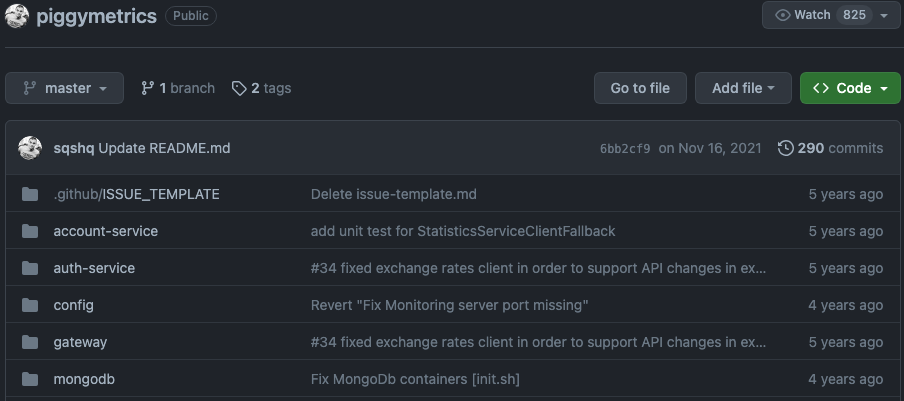 piggymetrics Public Watch 825
master 1 branch 2 tags Go to file Add file Code
sqshq Update README.md 6bb2cf9 on Nov 16, 2021 290 commits
.github/ISSUE_TEMPLATE Delete issue-template.md 5 years ago
account-service add unit test for StatisticsServiceClientFallback 5 years ago
auth-service #34 fixed exchange rates client in order to support API changes in ex... 5 years ago
config Revert "Fix Monitoring server port missing" 4 years ago
gateway #34 fixed exchange rates client in order to support API changes in ex... 5 years ago
mongodb Fix MongoDb containers [init.sh] 4 years ago